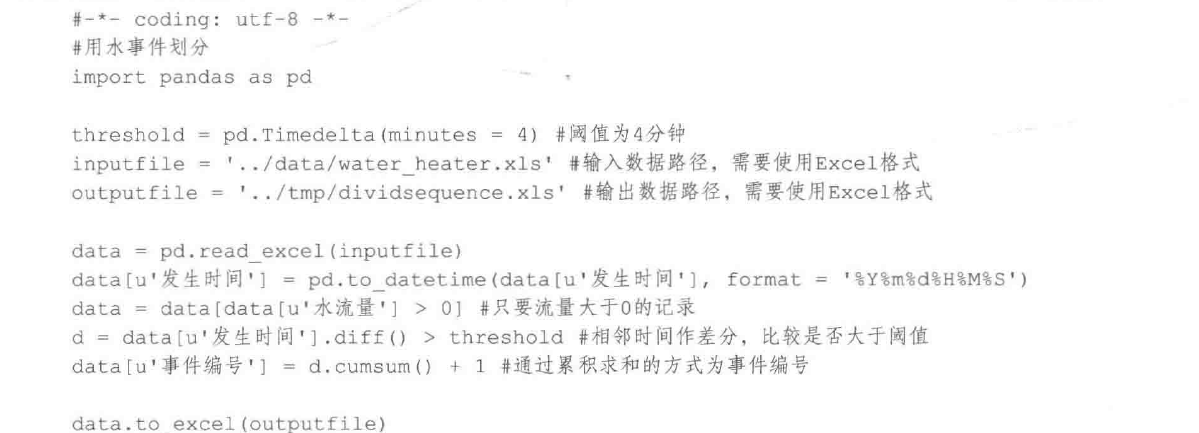 #-*- coding: utf-8 -*-
#用水事件划分
import pandas as pd
threshold = pd.Timedelta(minutes = 4) #阈值为4分钟
inputfile = '../data/water_heater.xls' #输入数据路径，需要使用Excel格式
outputfile = '../tmp/dividsequence.xls' #输出数据路径，需要使用Excel格式
data = pd.read_excel(inputfile)
data[u'发生时间'] = pd.to_datetime(data[u'发生时间'], format = '%Y%m%d%H%M%S')
data = data[data[u'水流量'] > 0] #只要流量大于0的记录
d = data[u'发生时间'].diff() > threshold #相邻时间作差分，比较是否大于阈值
data[u'事件编号'] = d.cumsum() + 1 #通过累积求和的方式为事件编号
data.to_excel(outputfile)